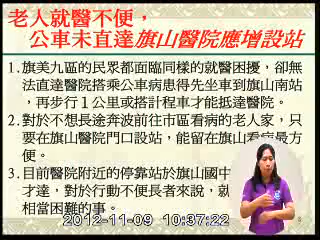 老人就醫不便，
公車未直達旗山醫院應增設站
1.旗美九區的民眾都面臨同樣的就醫困擾，卻無
法直達醫院搭乘公車病患得先坐車到旗山南站
，再步行１公里或搭計程車才能抵達醫院。
2.對於不想長途奔波前往市區看病的老人家，只
要在旗山醫院門口設站，能留在旗山看病最方
便。
3.目前醫院附近的停靠站於旗山國中
才達，對於行動不便長者來說，就
相當困難的事。
2012-11-09 10:37:22